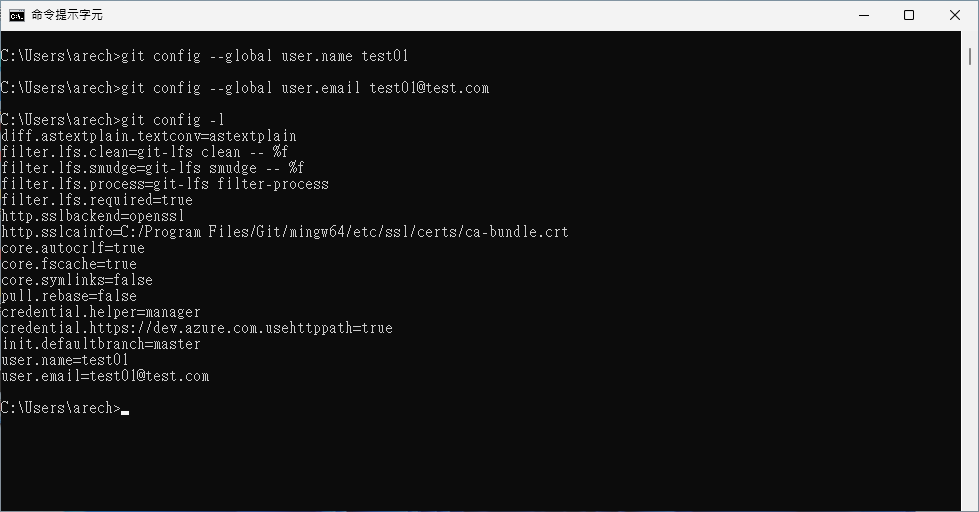 命令提示字元
C:\Users\arech>git config --global user.name test01
C:\Users\arech>git config --global user.email test01@test.com
C:\Users\arech>git config -l
diff.astextplain.textconv=astextplain
filter.lfs.clean=git-lfs clean -- %f
filter.lfs.smudge=git-lfs smudge -- %f
filter.lfs.process=git-lfs filter-process
filter.lfs.required=true
http.sslbackend=openssl
http.sslcainfo=C:/Program Files/Git/mingw64/etc/ssl/certs/ca-bundle.crt
core.autocrlf=true
core.fscache=true
core.symlinks=false
pull.rebase=false
credential.helper=manager
credential.https://dev.azure.com.usehttppath=true
init.defaultbranch=master
user.name=test01
user.email=test01@test.com
C:\Users\arech>